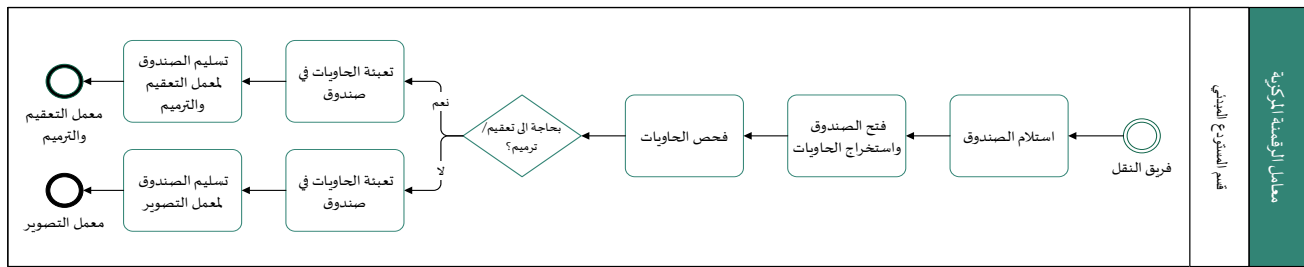 معامل الرقمنة المركزية
قسم المستودع المبدئي
فريق النقل
استلام الصندوق
فتح الصندوق
واستخراج الحاويات
فحص الحاويات
بحاجة الى تعقيم/
ترميم؟
نعم
تعبئة الحاويات في
صندوق
تسليم الصندوق
لمعمل التعقيم
والترميم
معمل التعقيم
والترميم
لا
تعبئة الحاويات في
صندوق
تسليم الصندوق
لمعمل التصوير
معمل التصوير